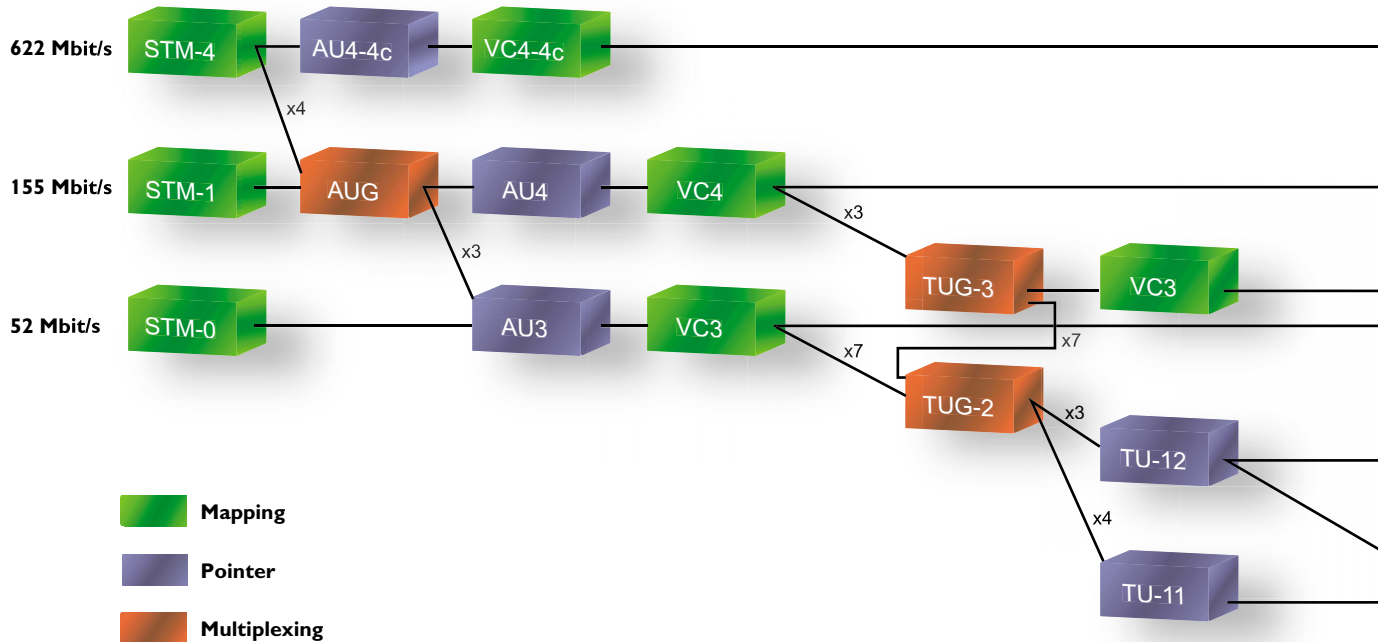 622 Mbit/s STM-4 AU4-4c VC4-4c
x4
155 Mbit/s STM-1 AUG AU4 VC4
x3
x3
TUG-3 VC3
52 Mbit/s STM-0 AU3 VC3
x7
x7
TUG-2
x3
TU-12
x4
TU-11
Mapping
Pointer
Multiplexing